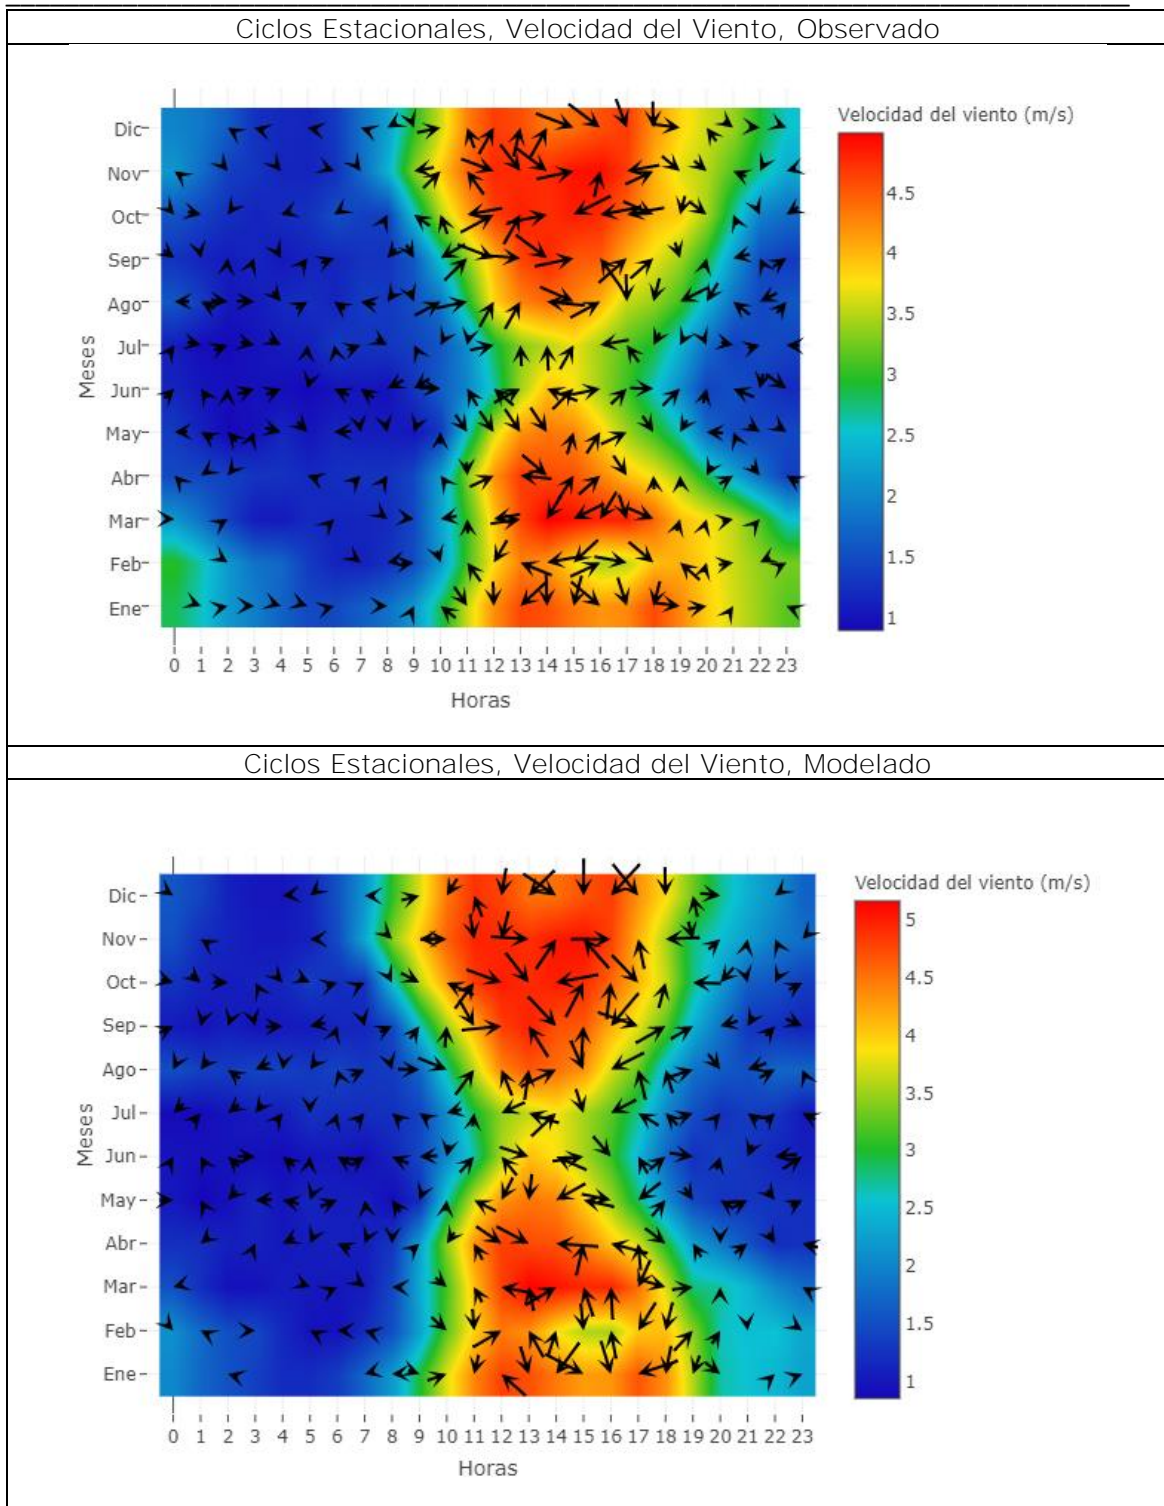 Ciclos Estacionales, Velocidad del Viento, Observado
Velocidad del viento (m/s)
Dic
Nov
Oct
Sep
Ago
Jul
Jun
May
Abr
Mar
Feb
Ene
Meses
4.5
4
3.5
3
2.5
2
1.5
1
0 1 2 3 4 5 6 7 8 9 10 11 12 13 14 15 16 17 18 19 20 21 22 23
Horas
Ciclos Estacionales, Velocidad del Viento, Modelado
Velocidad del viento (m/s)
Dic
Nov
Oct
Sep
Ago
Jul
Jun
May
Abr
Mar
Feb
Ene
Meses
5
4.5
4
3.5
3
2.5
2
1.5
1
0 1 2 3 4 5 6 7 8 9 10 11 12 13 14 15 16 17 18 19 20 21 22 23
Horas